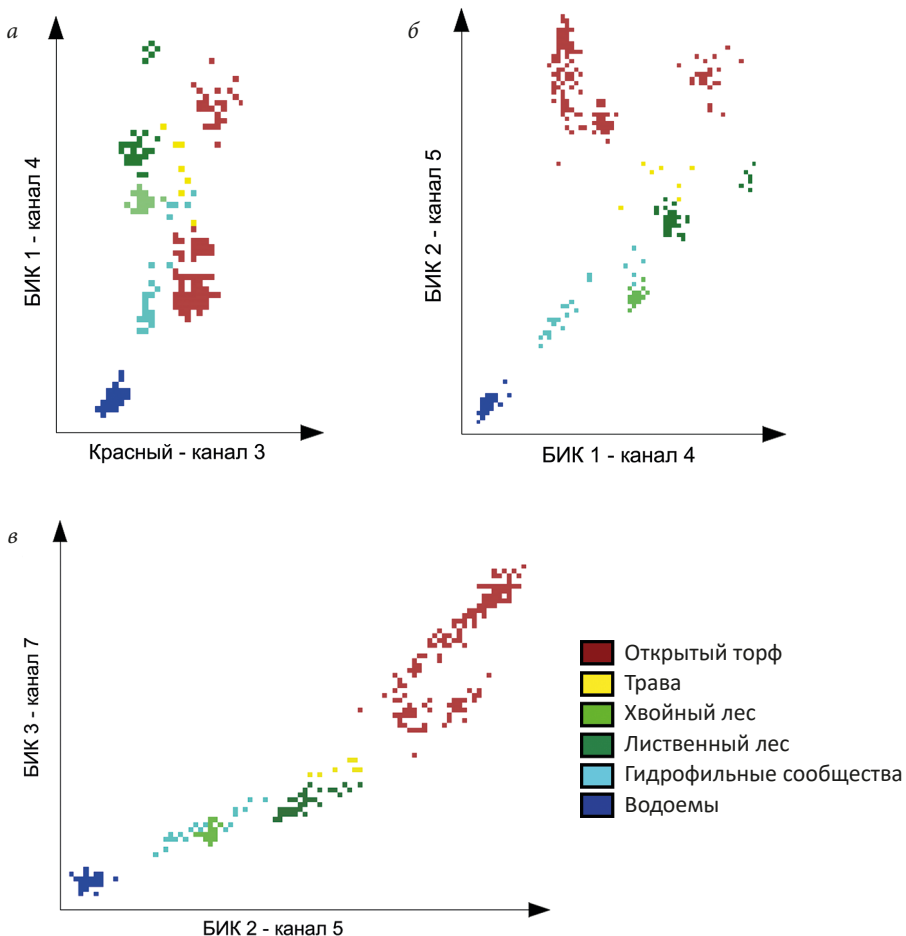 а
БИК 1 - канал 4
Красный - канал 3
б
БИК 2 - канал 5
БИК 1 - канал 4
в
БИК 3 - канал 7
БИК 2 - канал 5
Открытый торф
Трава
Хвойный лес
Лиственный лес
Гидрофильные сообщества
Водоемы